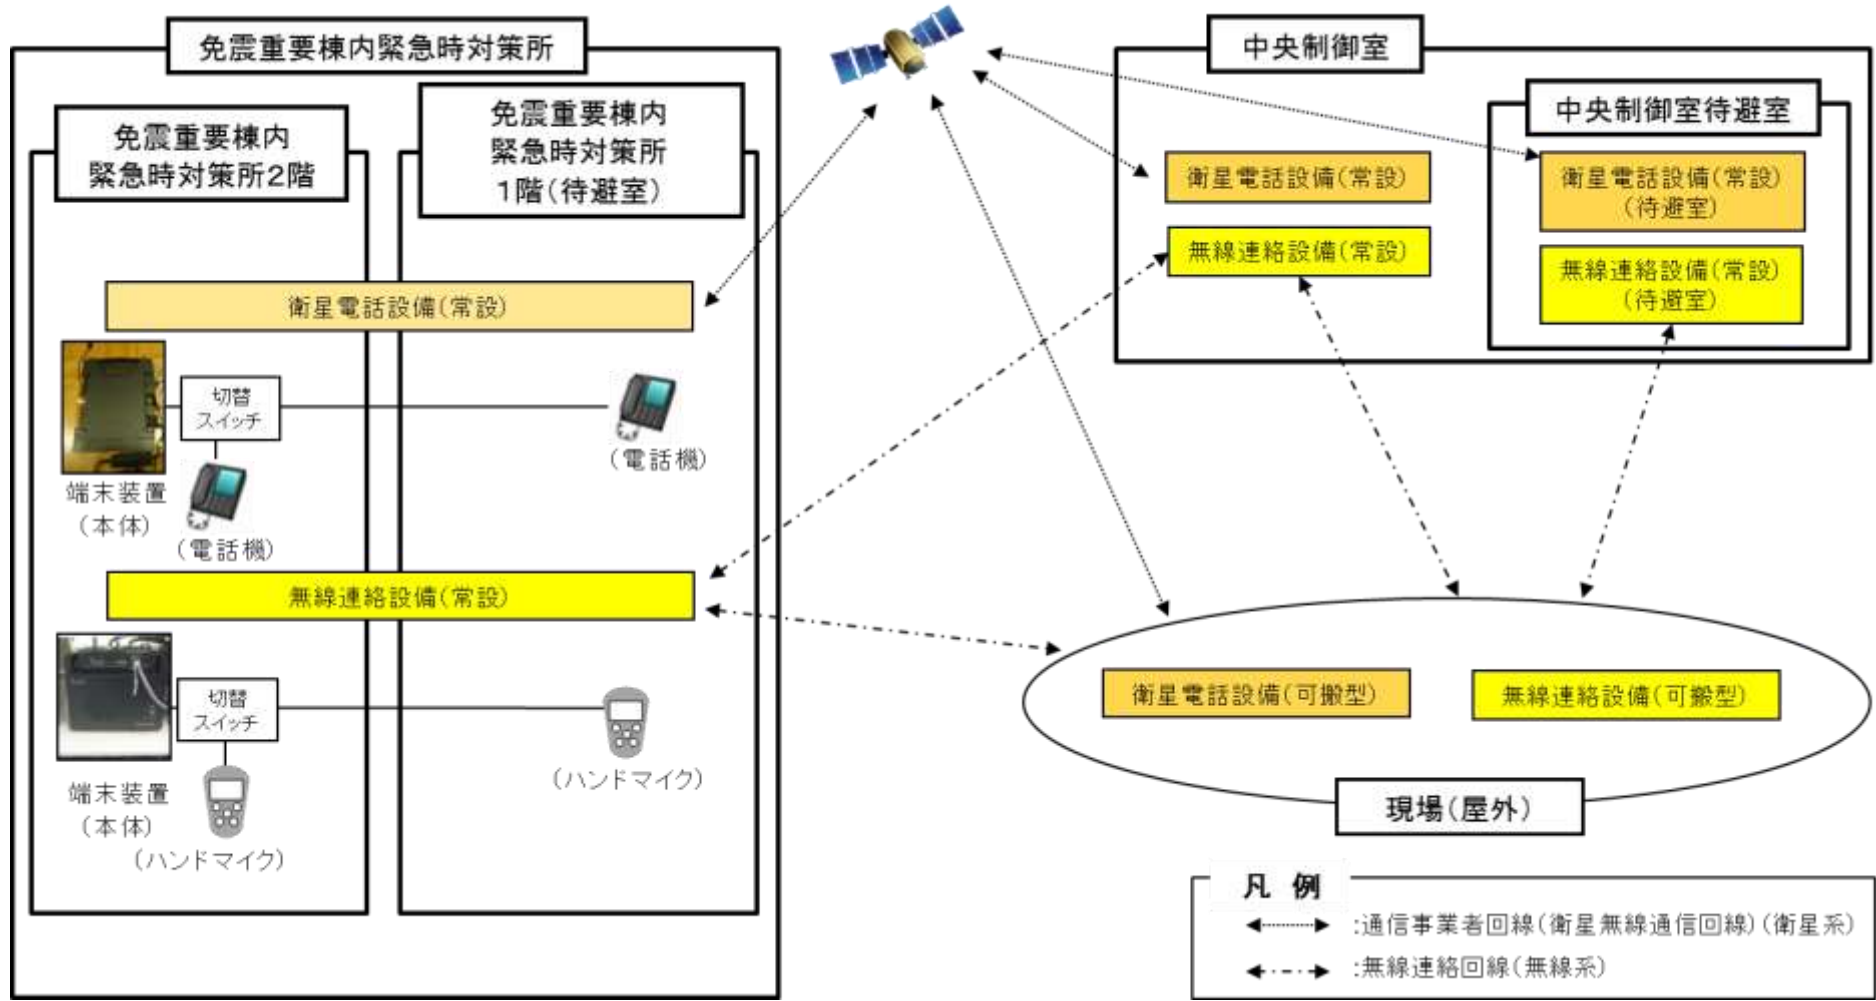 免震重要棟内緊急時対策所
免震重要棟内
緊急時対策所2階
免震重要棟内
緊急時対策所
1階(待避室)
衛星電話設備(常設)
切替
スイッチ
端末装置
(本体)
(電話機)
(電話機)
無線連絡設備(常設)
切替
スイッチ
端末装置
(本体)
(ハンドマイク)
(ハンドマイク)
中央制御室
中央制御室待避室
衛星電話設備(常設)
無線連絡設備(常設)
衛星電話設備(常設)
(待避室)
無線連絡設備(常設)
(待避室)
衛星電話設備(可搬型)
無線連絡設備(可搬型)
現場(屋外)
凡 例
:通信事業者回線(衛星無線通信回線)(衛星系)
:無線連絡回線(無線系)